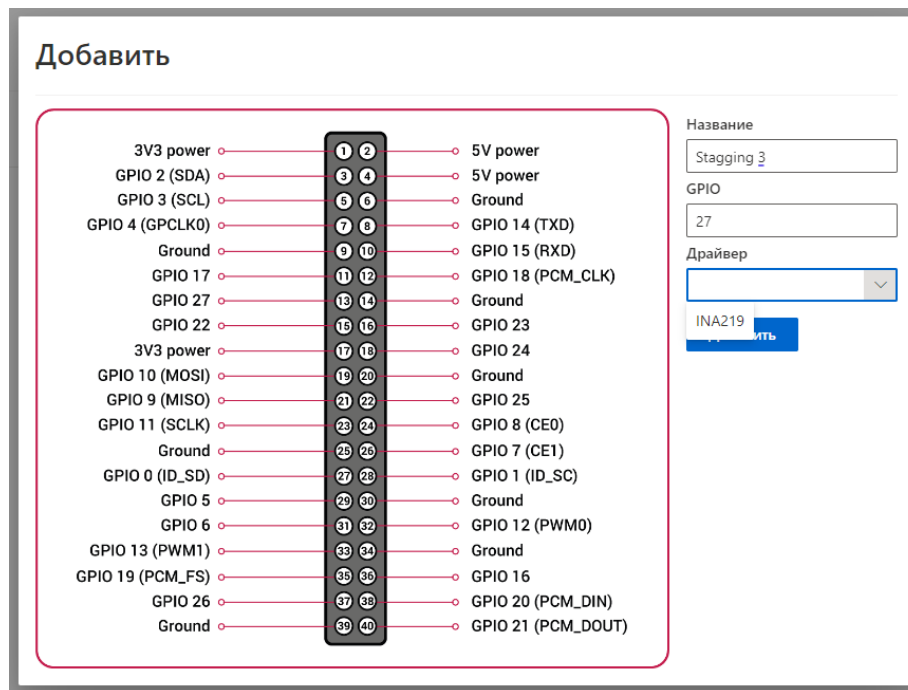 Добавить
3V3 power 1 2 5V power
GPIO 2 (SDA) 3 4 5V power
GPIO 3 (SCL) 5 6 Ground
GPIO 4 (GPCLK0) 7 8 GPIO 14 (TXD)
Ground 9 10 GPIO 15 (RXD)
GPIO 17 11 12 GPIO 18 (PCM_CLK)
GPIO 27 13 14 Ground
GPIO 22 15 16 GPIO 23
3V3 power 17 18 GPIO 24
GPIO 10 (MOSI) 19 20 Ground
GPIO 9 (MISO) 21 22 GPIO 25
GPIO 11 (SCLK) 23 24 GPIO 8 (CE0)
Ground 25 26 GPIO 7 (CE1)
GPIO 0 (ID_SD) 27 28 GPIO 1 (ID_SC)
GPIO 5 29 30 Ground
GPIO 6 31 32 GPIO 12 (PWM0)
GPIO 13 (PWM1) 33 34 Ground
GPIO 19 (PCM_FS) 35 36 GPIO 16
GPIO 26 37 38 GPIO 20 (PCM_DIN)
Ground 39 40 GPIO 21 (PCM_DOUT)
Название
Stagging 3
GPIO
27
Драйвер
INA219